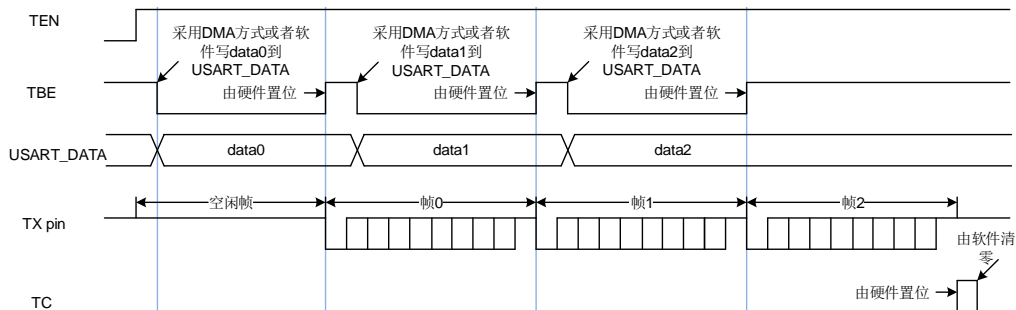 TEN
采用DMA方式或者软
件写data0到
USART_DATA
采用DMA方式或者软
件写data1到
USART_DATA
采用DMA方式或者软
件写data2到
USART_DATA
TBE
由硬件置位
由硬件置位
由硬件置位
USART_DATA
data0
data1
data2
空闲帧
帧0
帧1
帧2
TX pin
由软件清
零
由硬件置位
TC